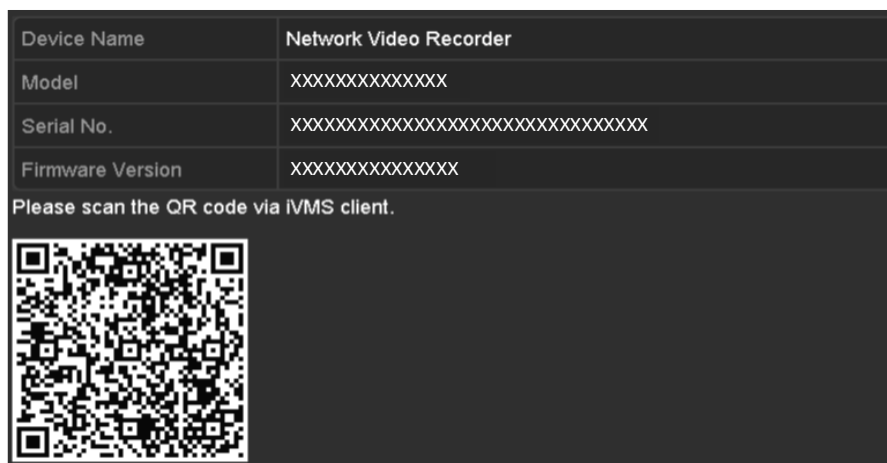 Device Name Network Video Recorder
Model XXXXXXXXXXXXXX
Serial No. XXXXXXXXXXXXXXXXXXXXXXXXXXXXXXXX
Firmware Version XXXXXXXXXXXXXXX
Please scan the QR code via iVMS client.